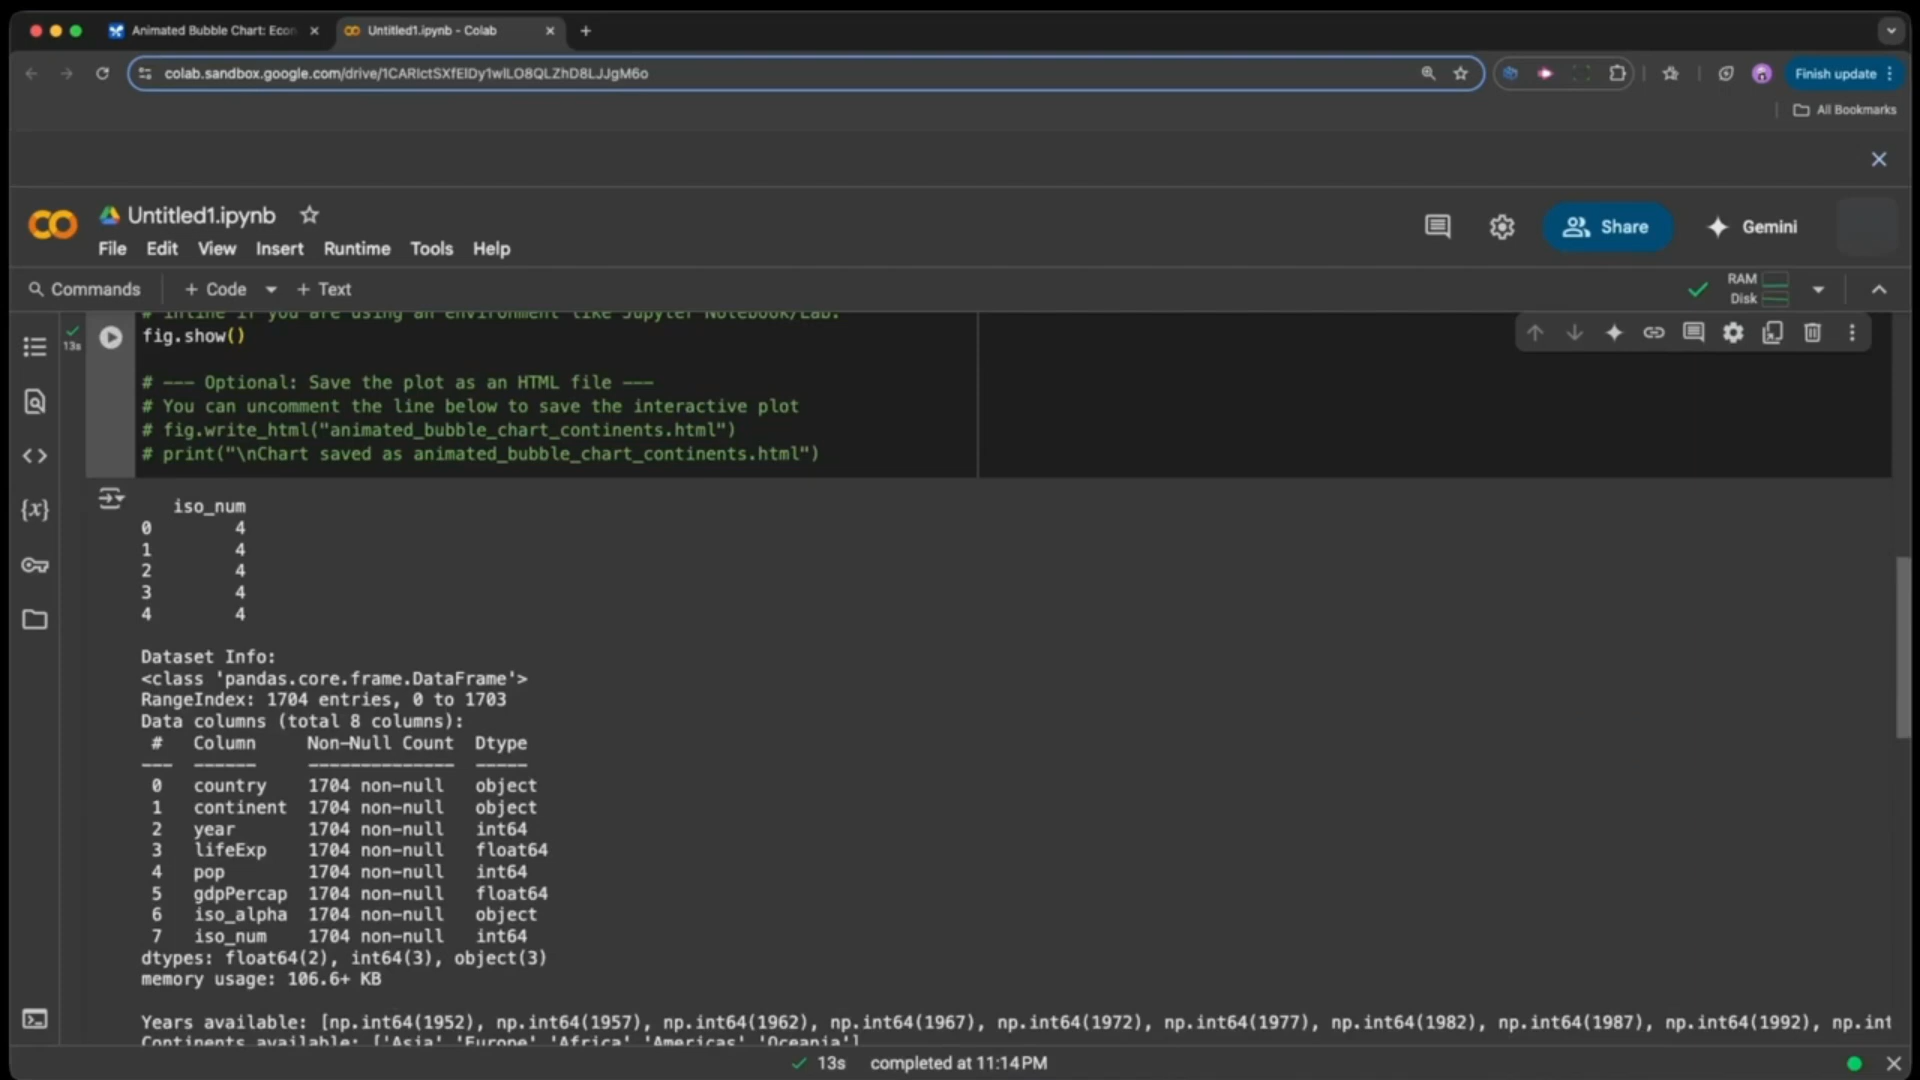 Animated Bubble Chart: Econ
Untitled1.ipynb - Colab
colab.sandbox.google.com/drive/1CARIctSXfElDy1wlLO8QLZhD8LJJgM6o
Finish update
All Bookmarks
Untitled1.ipynb
File Edit View Insert Runtime Tools Help
Share
Gemini
Commands + Code + Text
RAM
Disk
# inline if you are using an environment like Jupyter Notebook/Lab.
13s
fig.show()
# --- Optional: Save the plot as an HTML file ---
# You can uncomment the line below to save the interactive plot
# fig.write_html("animated_bubble_chart_continents.html")
# print("\nChart saved as animated_bubble_chart_continents.html")
iso_num
0 4
1 4
2 4
3 4
4 4
Dataset Info:
<class 'pandas.core.frame.DataFrame'>
RangeIndex: 1704 entries, 0 to 1703
Data columns (total 8 columns):
# Column Non-Null Count Dtype
--- ------ -------------- -----
0 country 1704 non-null object
1 continent 1704 non-null object
2 year 1704 non-null int64
3 lifeExp 1704 non-null float64
4 pop 1704 non-null int64
5 gdpPercap 1704 non-null float64
6 iso_alpha 1704 non-null object
7 iso_num 1704 non-null int64
dtypes: float64(2), int64(3), object(3)
memory usage: 106.6+ KB
Years available: [np.int64(1952), np.int64(1957), np.int64(1962), np.int64(1967), np.int64(1972), np.int64(1977), np.int64(1982), np.int64(1987), np.int64(1992), np.int
Continents available: ['Asia' 'Europe' 'Africa' 'Americas' 'Oceania']
13s completed at 11:14 PM